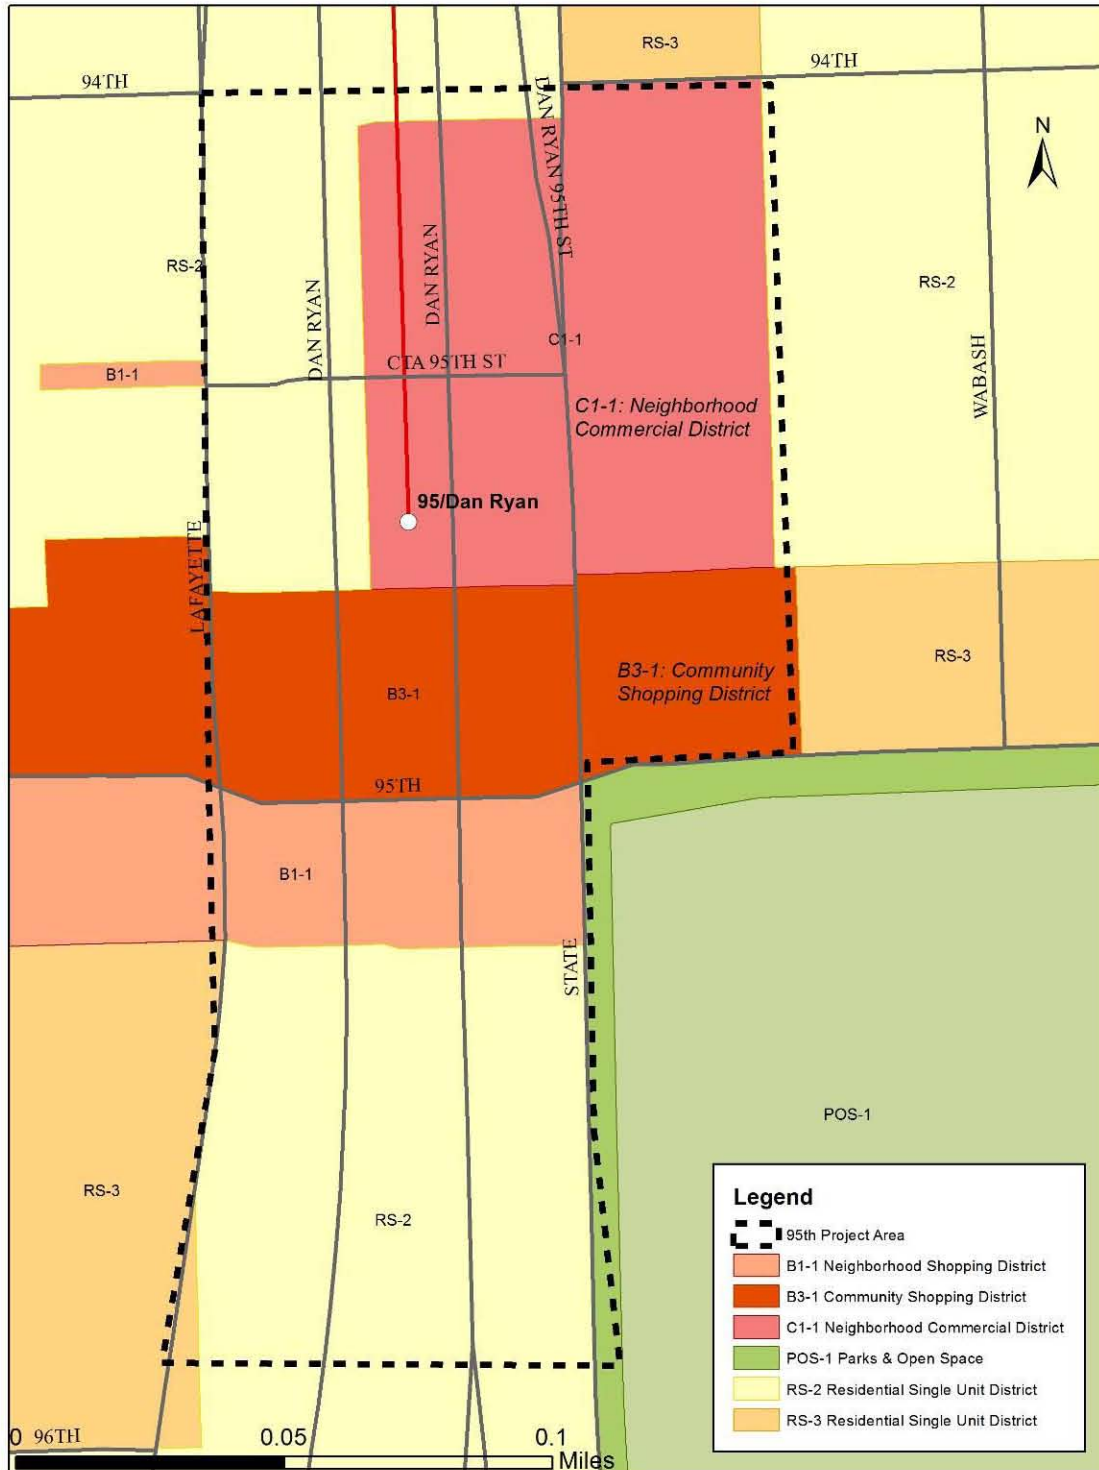 RS-3
94TH
94TH
DAN RYAN 95TH ST
N
RS-2
RS-2
DAN RYAN
DAN RYAN
C1-1
WABASH
CTA 95TH ST
B1-1
C1-1: Neighborhood
Commercial District
95/Dan Ryan
LAFAYETTE
RS-3
B3-1: Community
Shopping District
B3-1
95TH
B1-1
STATE
POS-1
RS-3
RS-2
Legend
95th Project Area
B1-1 Neighborhood Shopping District
B3-1 Community Shopping District
C1-1 Neighborhood Commercial District
POS-1 Parks & Open Space
RS-2 Residential Single Unit District
RS-3 Residential Single Unit District
96TH
0 0.05 0.1
Miles